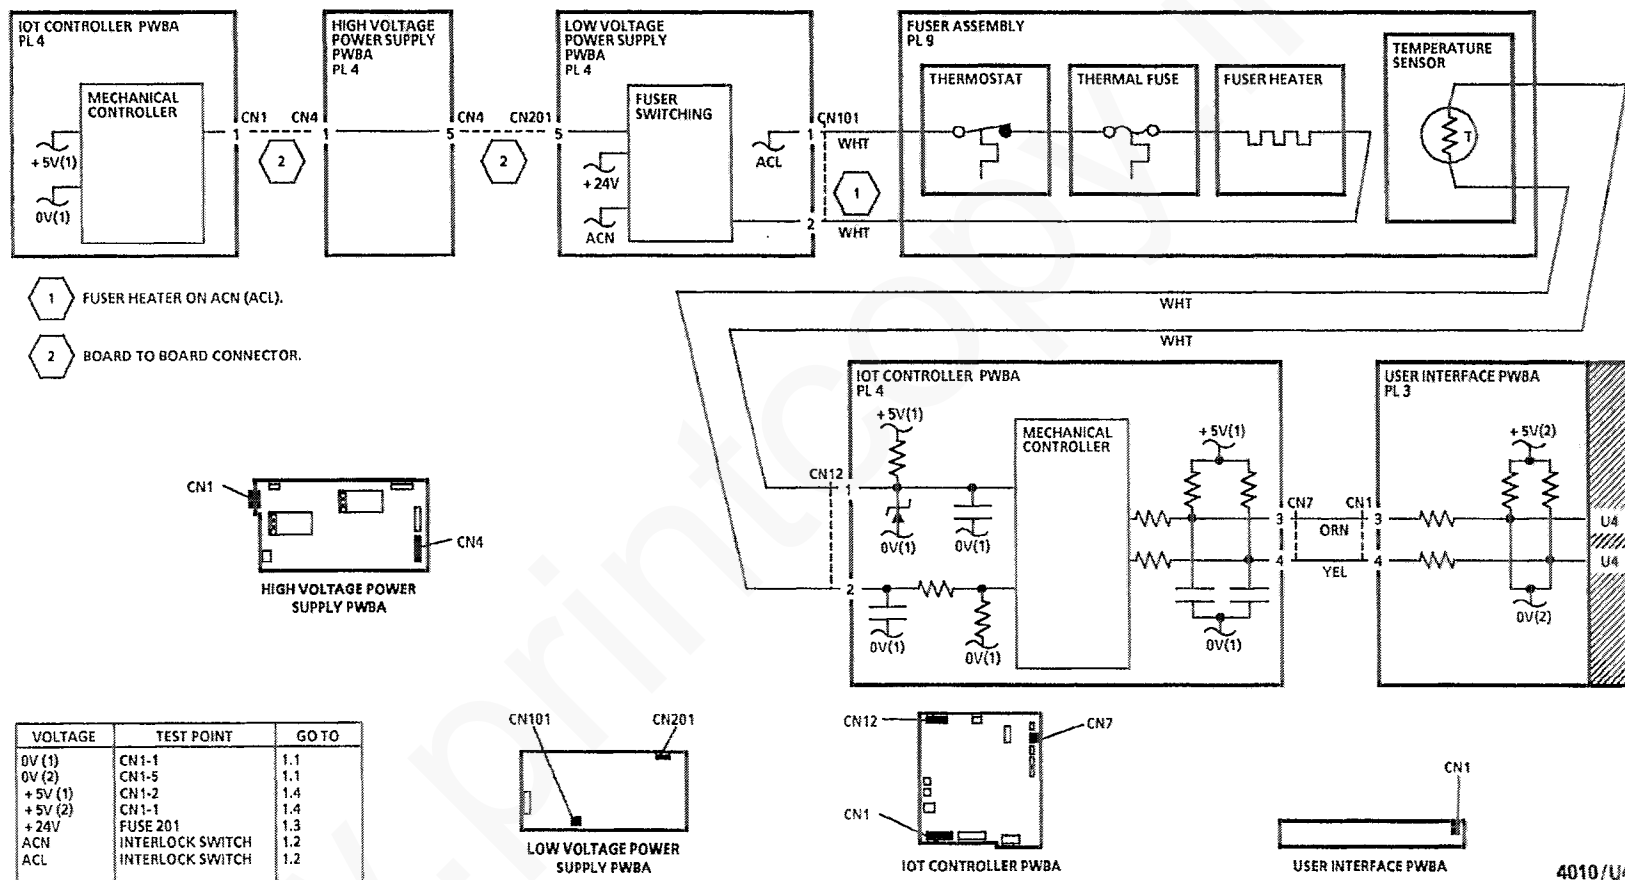 IOT CONTROLLER PWBA
PL 4
MECHANICAL
CONTROLLER
+5V(1)
0V(1)
1
CN1
CN4
2
1
HIGH VOLTAGE
POWER SUPPLY
PWBA
PL 4
5
CN4
CN201
2
5
LOW VOLTAGE
POWER SUPPLY
PWBA
PL 4
FUSER
SWITCHING
+24V
ACN
ACL
1
2
CN101
WHT
1
WHT
FUSER ASSEMBLY
PL 9
THERMOSTAT
THERMAL FUSE
FUSER HEATER
TEMPERATURE
SENSOR
T
1 FUSER HEATER ON ACN (ACL).
2 BOARD TO BOARD CONNECTOR.
WHT
WHT
IOT CONTROLLER PWBA
PL 4
+5V(1)
MECHANICAL
CONTROLLER
+5V(1)
CN12
1
0V(1)
0V(1)
2
0V(1)
0V(1)
0V(1)
3
4
CN7
CN1
ORN
YEL
USER INTERFACE PWBA
PL 3
+5V(2)
3
4
U4
U4
0V(2)
CN1
CN4
HIGH VOLTAGE POWER
SUPPLY PWBA
VOLTAGE TEST POINT GO TO
0V (1) CN1-1 1.1
0V (2) CN1-5 1.1
+5V (1) CN1-2 1.4
+5V (2) CN1-1 1.4
+24V FUSE 201 1.3
ACN INTERLOCK SWITCH 1.2
ACL INTERLOCK SWITCH 1.2
CN101
CN201
LOW VOLTAGE POWER
SUPPLY PWBA
CN12
CN7
CN1
IOT CONTROLLER PWBA
CN1
USER INTERFACE PWBA